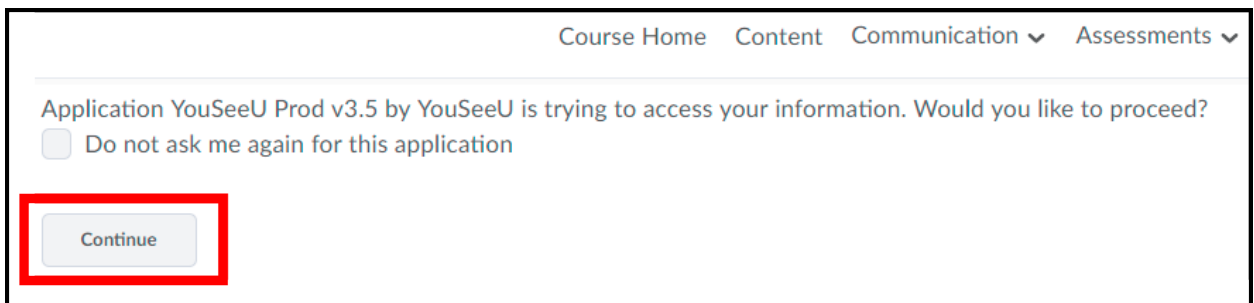 Course Home Content Communication Assessments
Application YouSeeU Prod v3.5 by YouSeeU is trying to access your information. Would you like to proceed?
Do not ask me again for this application
Continue